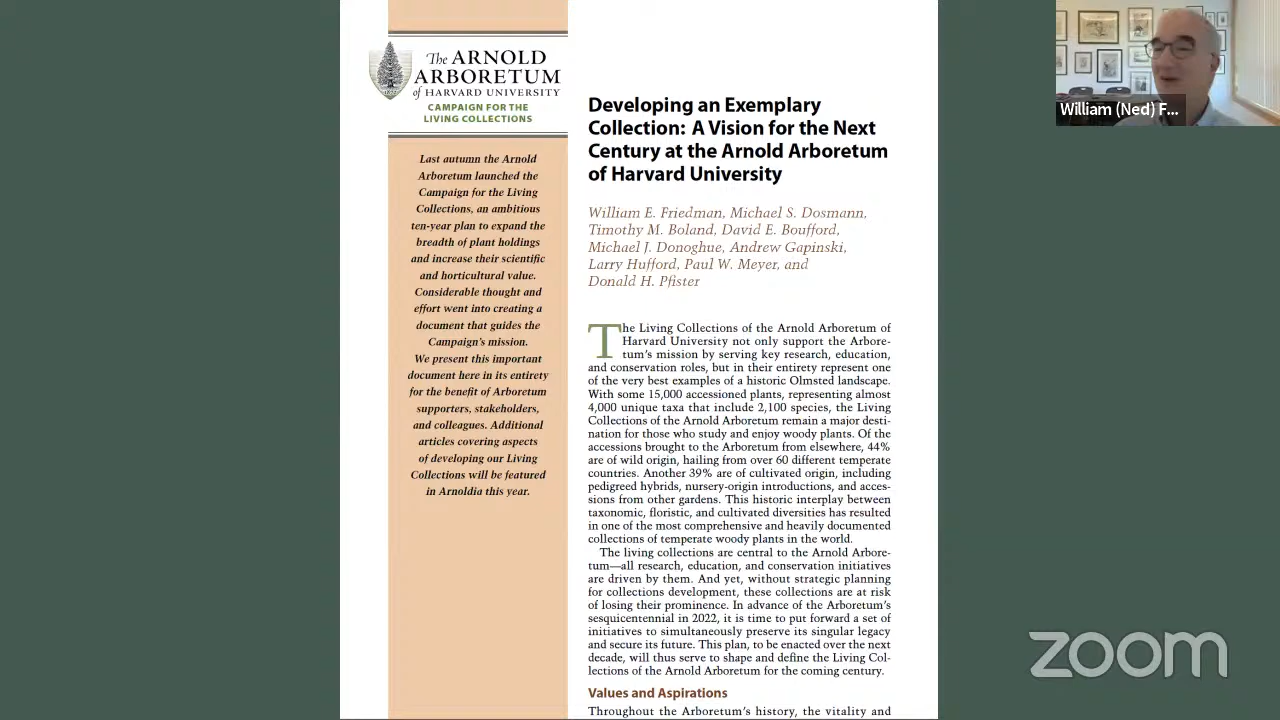 The ARNOLD
ARBORETUM
of HARVARD UNIVERSITY
CAMPAIGN FOR THE
LIVING COLLECTIONS
Last autumn the Arnold
Arboretum launched the
Campaign for the Living
Collections, an ambitious
ten-year plan to expand the
breadth of plant holdings
and increase their scientific
and horticultural value.
Considerable thought and
effort went into creating a
document that guides the
Campaign's mission.
We present this important
document here in its entirety
for the benefit of Arboretum
supporters, stakeholders,
and colleagues. Additional
articles covering aspects
of developing our Living
Collections will be featured
in Arnoldia this year.
Developing an Exemplary
Collection: A Vision for the Next
Century at the Arnold Arboretum
of Harvard University
William E. Friedman, Michael S. Dosmann,
Timothy M. Boland, David E. Boufford,
Michael J. Donoghue, Andrew Gapinski,
Larry Hufford, Paul W. Meyer, and
Donald H. Pfister
The Living Collections of the Arnold Arboretum of
Harvard University not only support the Arbore-
tum's mission by serving key research, education,
and conservation roles, but in their entirety represent one
of the very best examples of a historic Olmsted landscape.
With some 15,000 accessioned plants, representing almost
4,000 unique taxa that include 2,100 species, the Living
Collections of the Arnold Arboretum remain a major desti-
nation for those who study and enjoy woody plants. Of the
accessions brought to the Arboretum from elsewhere, 44%
are of wild origin, hailing from over 60 different temperate
countries. Another 39% are of cultivated origin, including
pedigreed hybrids, nursery-origin introductions, and acces-
sions from other gardens. This historic interplay between
taxonomic, floristic, and cultivated diversities has resulted
in one of the most comprehensive and heavily documented
collections of temperate woody plants in the world.
The living collections are central to the Arnold Arbore-
tum—all research, education, and conservation initiatives
are driven by them. And yet, without strategic planning
for collections development, these collections are at risk
of losing their prominence. In advance of the Arboretum's
sesquicentennial in 2022, it is time to put forward a set of
initiatives to simultaneously preserve its singular legacy
and secure its future. This plan, to be enacted over the next
decade, will thus serve to shape and define the Living Col-
lections of the Arnold Arboretum for the coming century.
Values and Aspirations
Throughout the Arboretum's history, the vitality and
William (Ned) F...
zoom